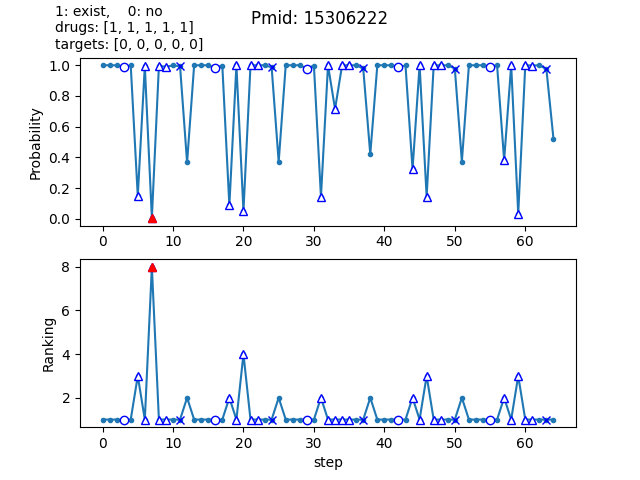 1: exist,    0: no
Pmid: 15306222
drugs: [1, 1, 1, 1, 1]
targets: [0, 0, 0, 0, 0]
1.0
0.8
0.6
0.4
0.2
0.0
Probability
0 10 20 30 40 50 60
8
6
4
2
Ranking
0 10 20 30 40 50 60
step